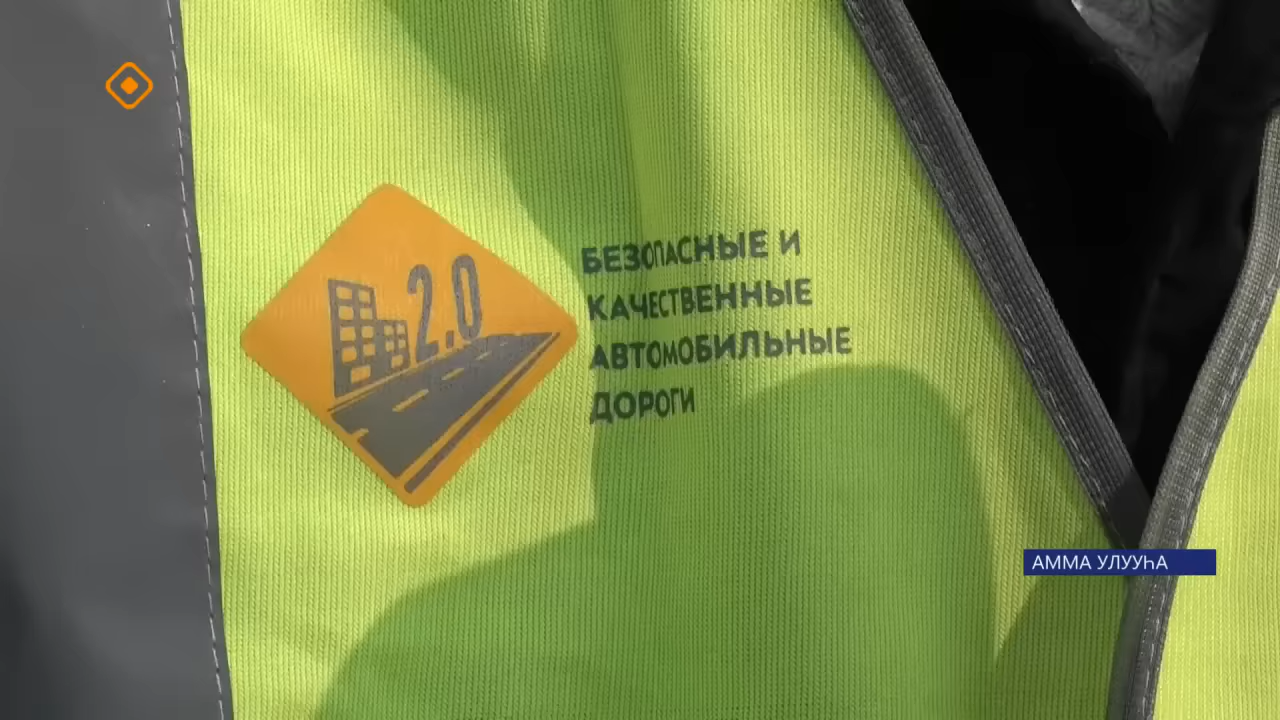 2.0
БЕЗОПАСНЫЕ И
КАЧЕСТВЕННЫЕ
АВТОМОБИЛЬНЫЕ
ДОРОГИ
АММА УЛУУҺА